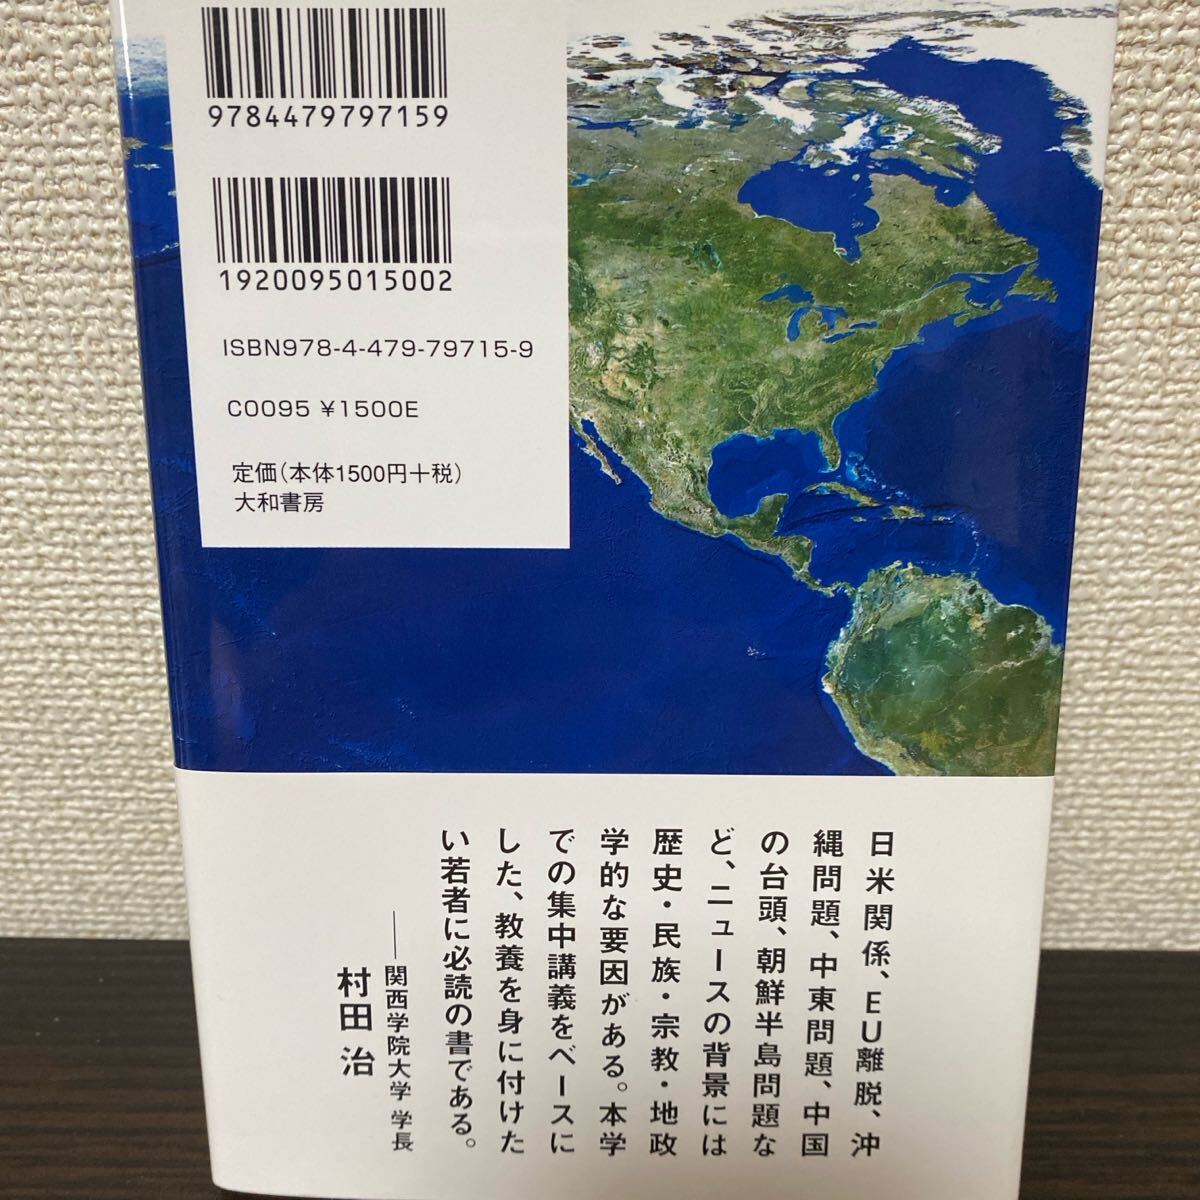 9784479797159
1920095015002
ISBN978-4-479-79715-9
C0095 ¥1500E
定価(本体1500円+税)
大和書房
日米関係、EU離脱、沖
縄問題、中東問題、中国
の台頭、朝鮮半島問題な
ど、ニュースの背景には
歴史・民族・宗教・地政
学的な要因がある。本学
での集中講義をベースに
した、教養を身に付けた
い若者に必読の書である。
——関西学院大学 学長
村田 治